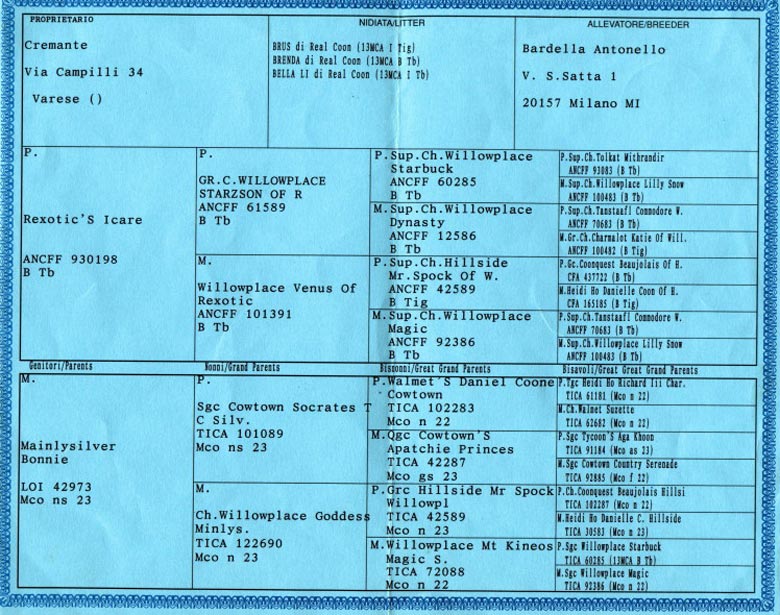 PROPRIETARIO
Cremante
Via Campilli 34
Varese ()
NIDIATA/LITTER
BRUS di Real Coon (13MCA I Tig)
BRENDA di Real Coon (13MCA B Tb)
BELLA LI di Real Coon (13MCA I Tb)
ALLEVATORE/BREEDER
Bardella Antonello
V. S.Satta 1
20157 Milano MI
P.
Rexotic'S Icare
ANCFF 930198
B Tb
P.
GR.C.WILLOWPLACE
STARZSON OF R
ANCFF 61589
B Tb
M.
Willowplace Venus Of
Rexotic
ANCFF 101391
B Tb
P.Sup.Ch.Willowplace
Starbuck
ANCFF 60285
B Tb
M.Sup.Ch.Willowplace
Dynasty
ANCFF 12586
B Tb
P.Sup.Ch.Hillside
Mr.Spock Of W.
ANCFF 42589
B Tig
M.Sup.Ch.Willowplace
Magic
ANCFF 92386
B Tb
P.Sup.Ch.Tolkat Mithrandir
ANCFF 93083 (B Tb)
M.Sup.Ch.Willowplace Lilly Snow
ANCFF 100483 (B Tb)
P.Sup.Ch.Tanstaafl Commodore W.
ANCFF 70683 (B Tb)
M.Gr.Ch.Charmalot Katie Of Will.
ANCFF 100482 (B Tig)
P.Gc.Coonquest Beaujolais Of H.
CFA 437722 (B Tb)
M.Heidi Ho Danielle Coon Of H.
CFA 165185 (B Tig)
P.Sup.Ch.Tanstaafl Commodore W.
ANCFF 70683 (B Tb)
M.Sup.Ch.Willowplace Lilly Snow
ANCFF 100483 (B Tb)
Genitori/Parents
Nonni/Grand Parents
Bisnonni/Great Grand Parents
Bisavoli/Great Great Grand Parents
M.
Mainlysilver
Bonnie
LOI 42973
Mco ns 23
P.
Sgc Cowtown Socrates T
C Silv.
TICA 101089
Mco ns 23
M.
Ch.Willowplace Goddess
Minlys.
TICA 122690
Mco n 23
P.Walmet'S Daniel Coone
Cowtown
TICA 102283
Mco n 22
M.Qgc Cowtown'S
Apatchie Princes
TICA 42287
Mco gs 23
P.Grc Hillside Mr Spock
Willowpl
TICA 42589
Mco n 23
M.Willowplace Mt Kineos
Magic S.
TICA 72088
Mco n 22
P.Tgc Heidi Ho Richard Iii Char.
TICA 61181 (Mco n 22)
M.Ch.Walmet Suzette
TICA 62682 (Mco n 22)
P.Sgc Tycoon'S Aga Khoon
TICA 91184 (Mco as 23)
M.Sgc Cowtown Country Serenade
TICA 92885 (Mco f 22)
P.Ch.Coonquest Beaujolais Hillsi
TICA 102287 (Mco n 22)
M.Heidi Ho Danielle C. Hillside
TICA 30583 (Mco n 23)
P.Sgc Willowplace Starbuck
TICA 60285 (13MCA B Tb)
M.Sgc Willowplace Magic
TICA 92386 (Mco n 22)